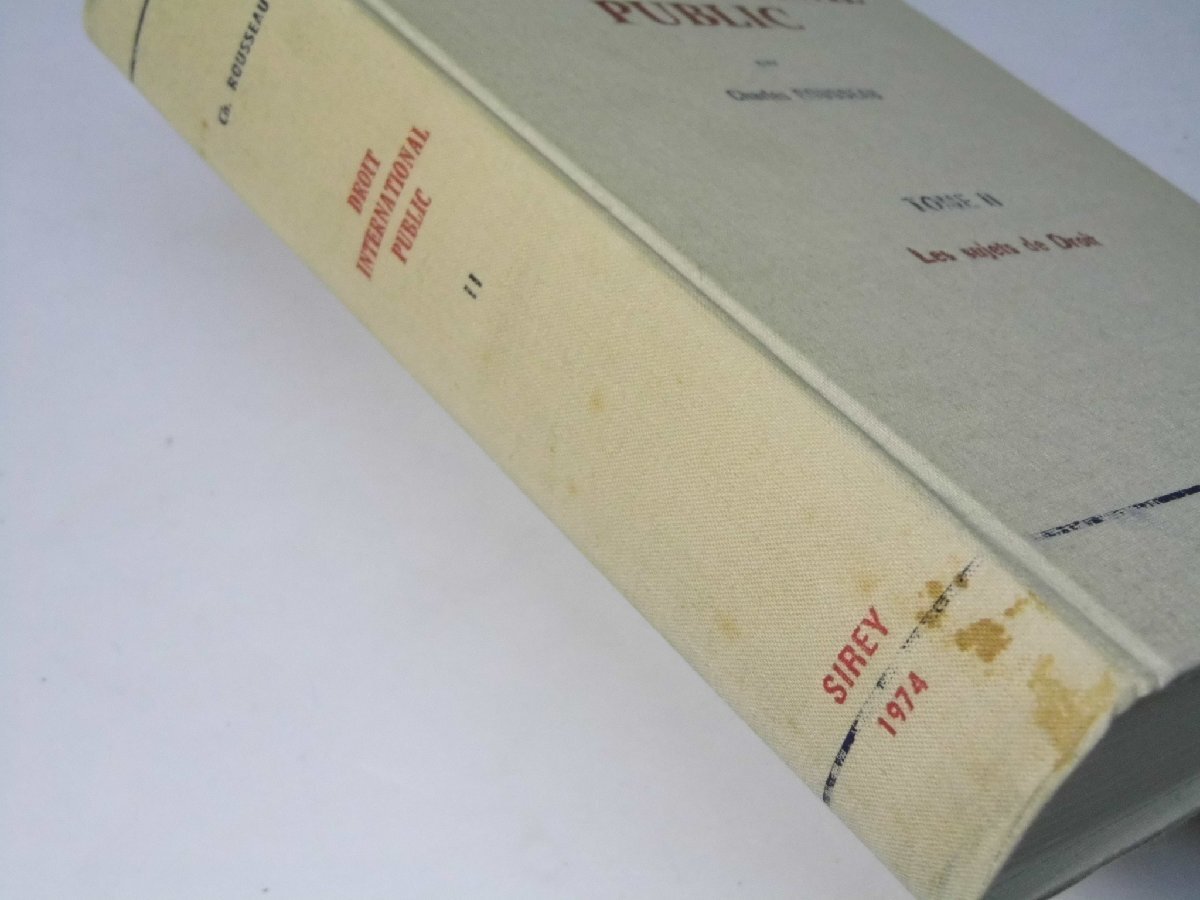 Ch. ROUSSEAU
DROIT
INTERNATIONAL
PUBLIC
II
SIREY
1974
PUBLIC
par
Charles ROUSSEAU
TOME II
Les sujets de Droit